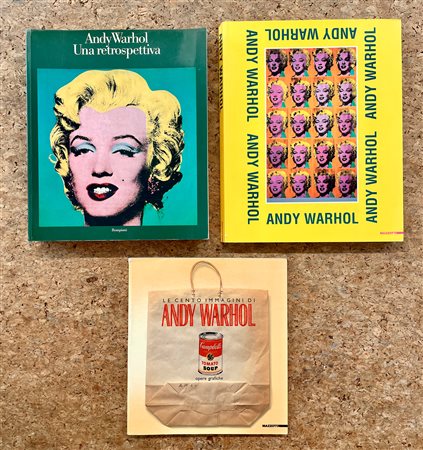 Andy Warhol
Una retrospettiva
Bompiani
ANDY WARHOL
ANDY WARHOL
ANDY WARHOL
ANDY WARHOL
ANDY WARHOL
ANDY WARHOL
MAZZOTTA
LE CENTO IMMAGINI DI
ANDY WARHOL
Campbell's
TOMATO
SOUP
opere grafiche
MAZZOTTA